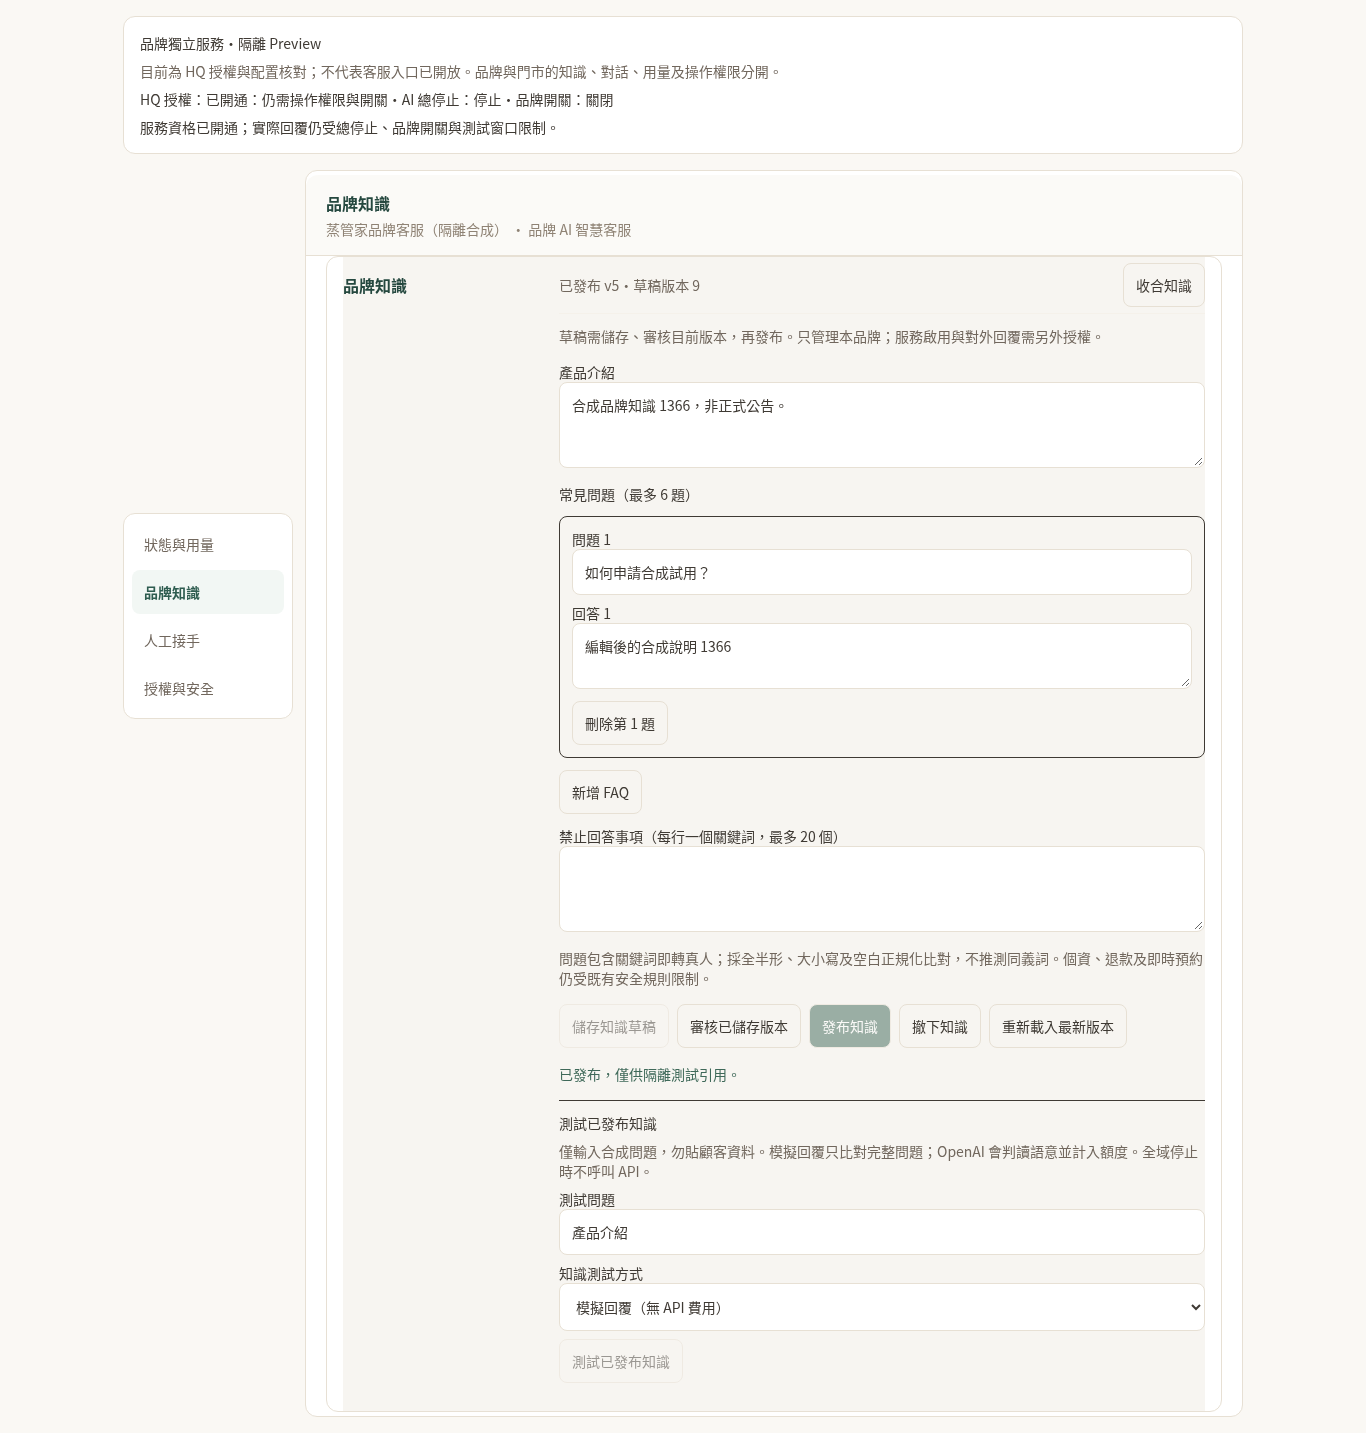 品牌獨立服務・隔離 Preview
目前為 HQ 授權與配置核對；不代表客服入口已開放。品牌與門市的知識、對話、用量及操作權限分開。
HQ 授權：已開通：仍需操作權限與開關・AI 總停止：停止・品牌開關：關閉
服務資格已開通；實際回覆仍受總停止、品牌開關與測試窗口限制。
狀態與用量
品牌知識
人工接手
授權與安全
品牌知識
蒸管家品牌客服（隔離合成） ・ 品牌 AI 智慧客服
品牌知識
已發布 v5・草稿版本 9
收合知識
草稿需儲存、審核目前版本，再發布。只管理本品牌；服務啟用與對外回覆需另外授權。
產品介紹
合成品牌知識 1366，非正式公告。
常見問題（最多 6 題）
問題 1
如何申請合成試用？
回答 1
編輯後的合成說明 1366
刪除第 1 題
新增 FAQ
禁止回答事項（每行一個關鍵詞，最多 20 個）
問題包含關鍵詞即轉真人；採全半形、大小寫及空白正規化比對，不推測同義詞。個資、退款及即時預約
仍受既有安全規則限制。
儲存知識草稿
審核已儲存版本
發布知識
撤下知識
重新載入最新版本
已發布，僅供隔離測試引用。
測試已發布知識
僅輸入合成問題，勿貼顧客資料。模擬回覆只比對完整問題；OpenAI 會判讀語意並計入額度。全域停止
時不呼叫 API。
測試問題
產品介紹
知識測試方式
模擬回覆（無 API 費用）
測試已發布知識